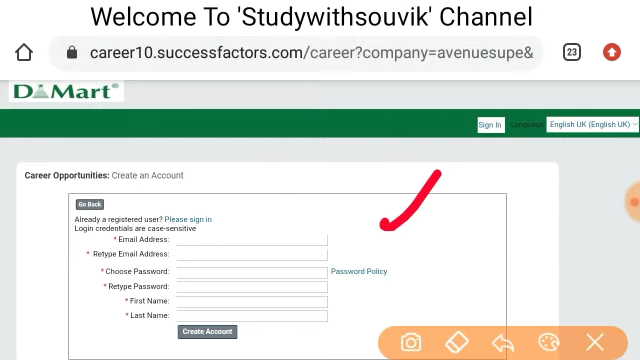 Welcome To 'Studywithsouvik' Channel
career10.successfactors.com/career?company=avenuesupe&
23
DMart®
Sign In
Language
English UK (English UK)
Career Opportunities: Create an Account
Go Back
Already a registered user? Please sign in
Login credentials are case-sensitive
* Email Address:
* Retype Email Address:
* Choose Password: Password Policy
* Retype Password:
* First Name:
* Last Name:
Create Account